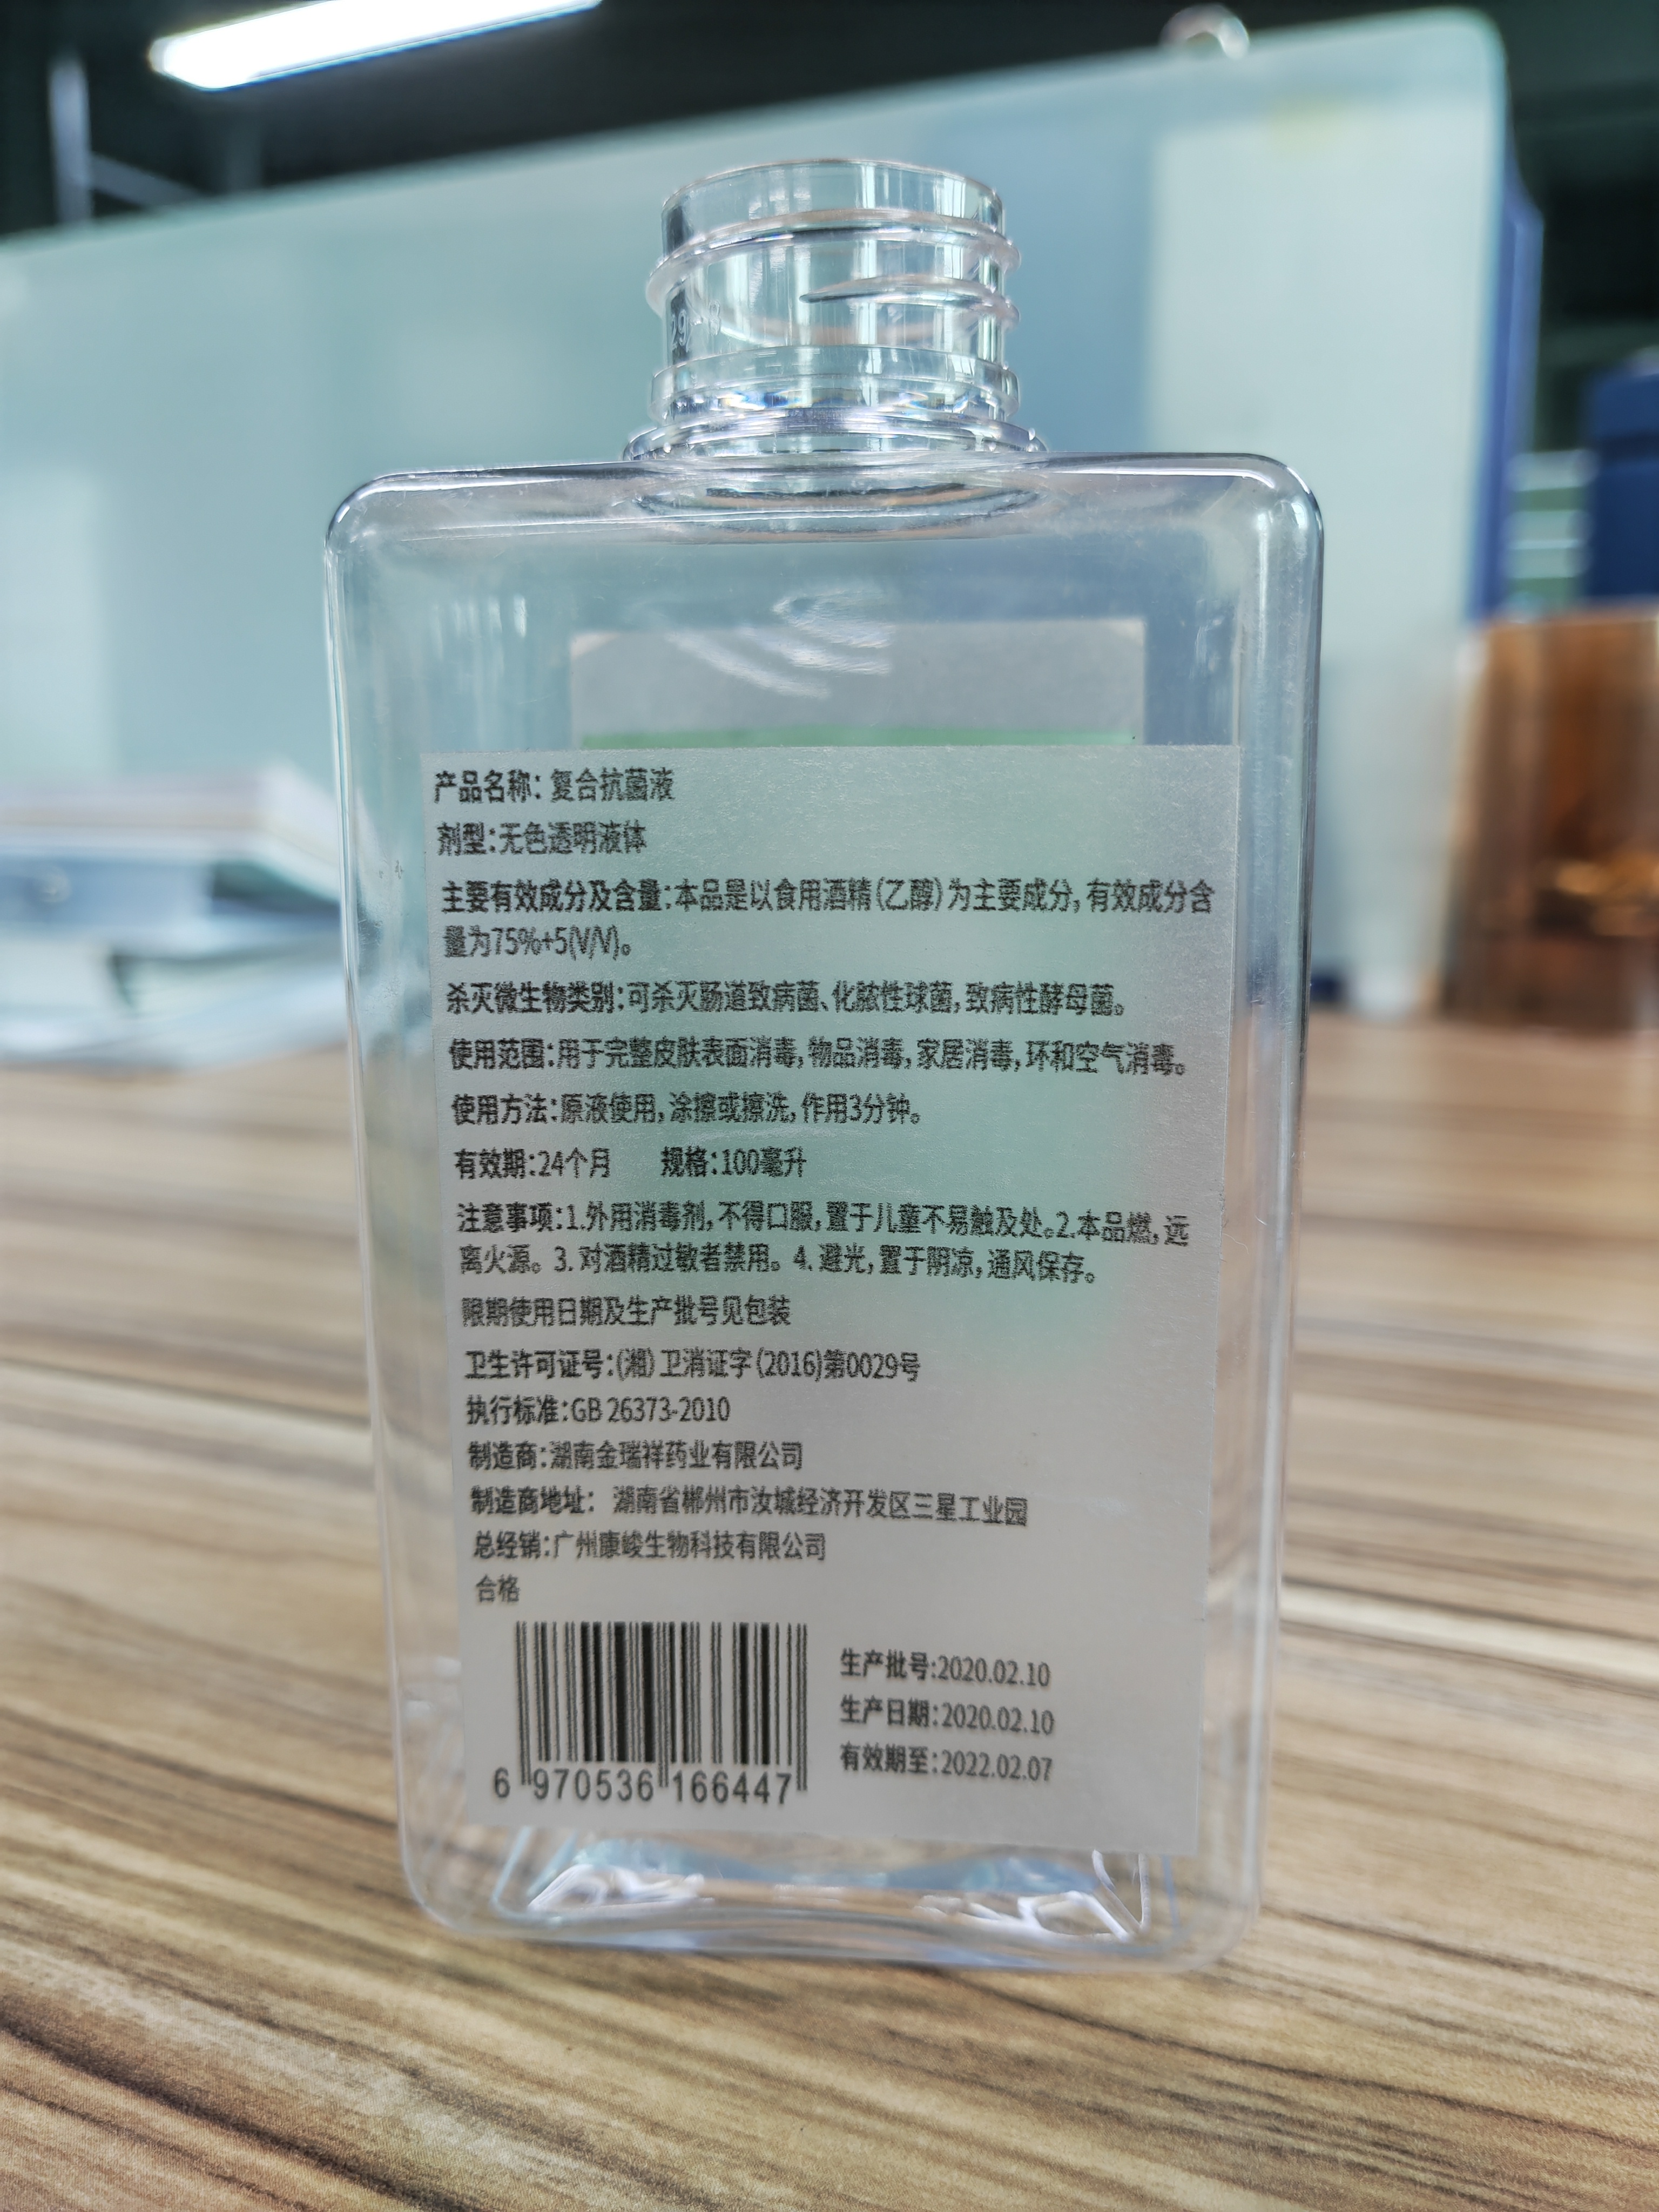 产品名称：复合抗菌液
剂型：无色透明液体
主要有效成分及含量：本品是以食用酒精（乙醇）为主要成分，有效成分含
量为75%+5(V/V)。
杀灭微生物类别：可杀灭肠道致病菌、化脓性球菌，致病性酵母菌。
使用范围：用于完整皮肤表面消毒，物品消毒，家居消毒，环和空气消毒。
使用方法：原液使用，涂擦或擦洗，作用3分钟。
有效期：24个月 规格：100毫升
注意事项：1.外用消毒剂，不得口服，置于儿童不易触及处。2.本品燃，远
离火源。3. 对酒精过敏者禁用。4. 避光，置于阴凉，通风保存。
限期使用日期及生产批号见包装
卫生许可证号：(湘）卫消证字（2016)第0029号
执行标准：GB 26373-2010
制造商：湖南金瑞祥药业有限公司
制造商地址： 湖南省郴州市汝城经济开发区三星工业园
总经销：广州康峻生物科技有限公司
合格
生产批号:2020.02.10
生产日期：2020.02.10
有效期至：2022.02.07
6 970536 166447